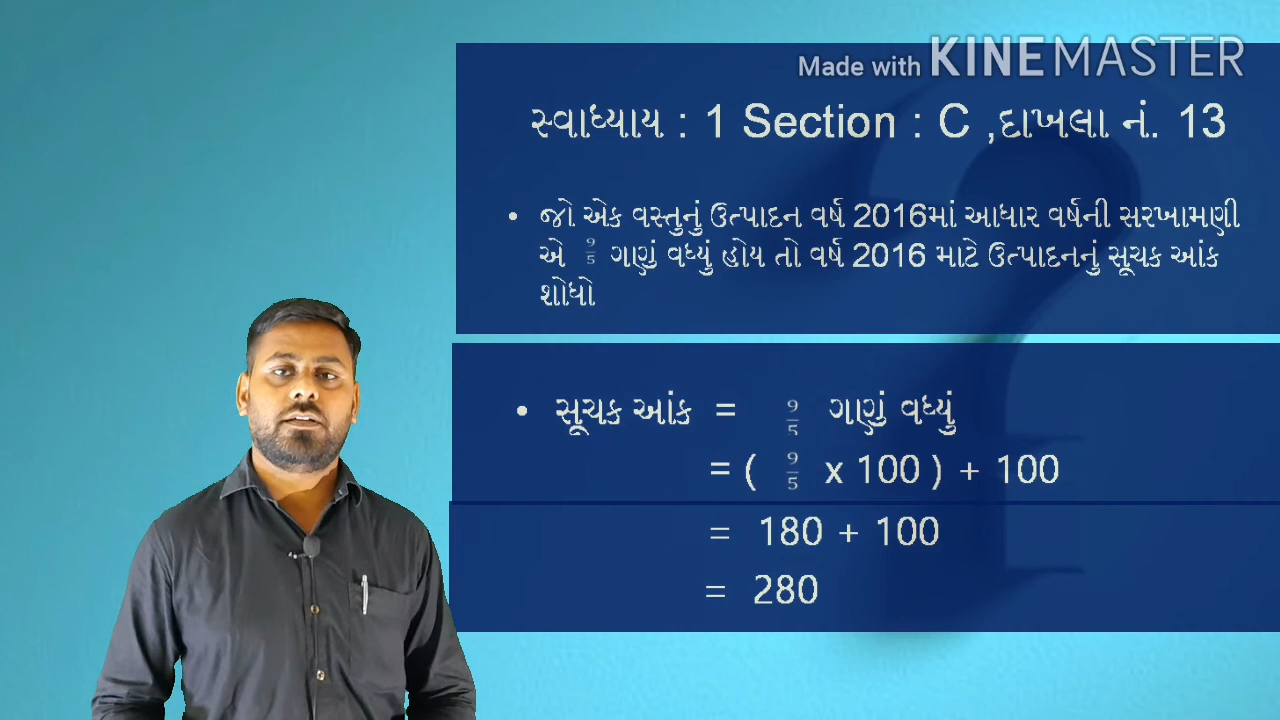 Made with KINEMASTER
સ્વાધ્યાય : 1 Section : C ,દાખલા નં. 13
• જો એક વસ્તુનું ઉત્પાદન વર્ષ 2016માં આધાર વર્ષની સરખામણી
એ 9/5 ગણું વધ્યું હોય તો વર્ષ 2016 માટે ઉત્પાદનનું સૂચક આંક
શોધો
• સૂચક આંક = 9/5 ગણું વધ્યું
= ( 9/5 x 100 ) + 100
= 180 + 100
= 280